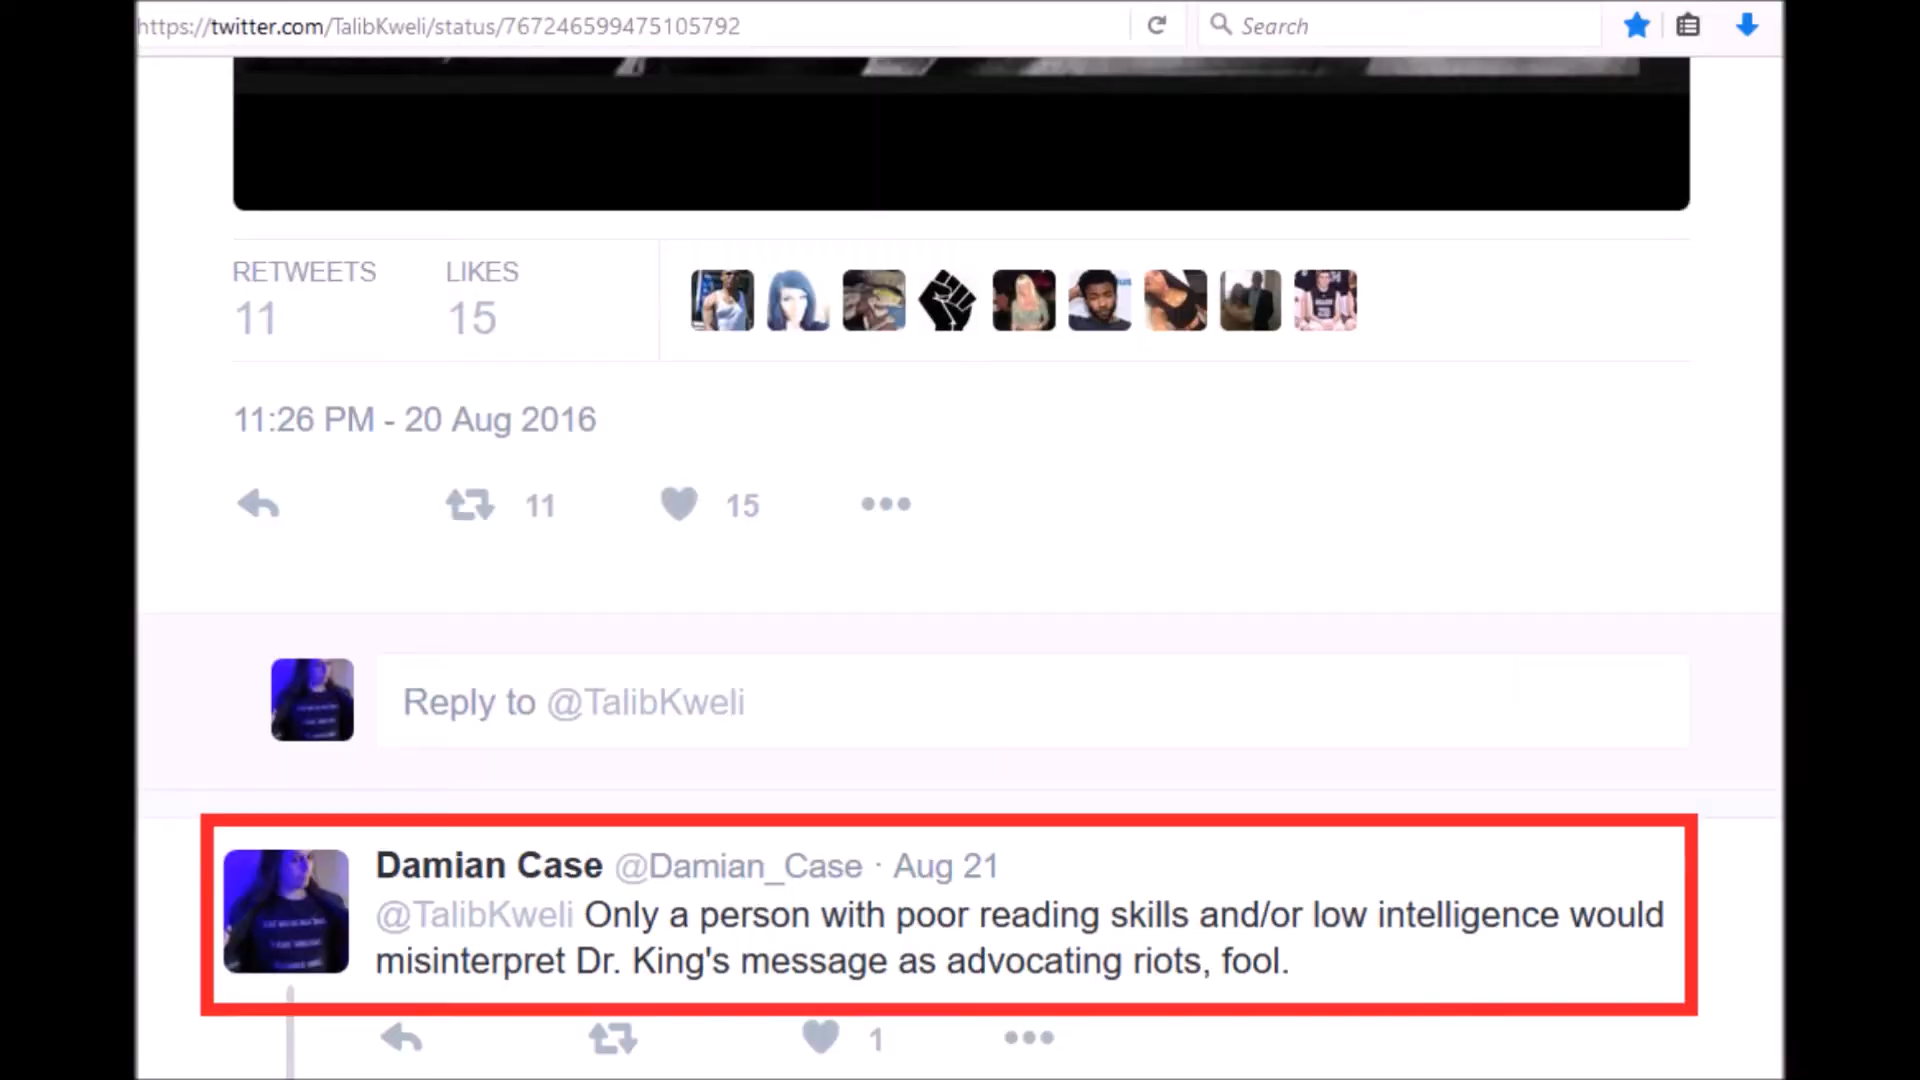 https://twitter.com/TalibKweli/status/767246599475105792
Search
RETWEETS LIKES
11 15
11:26 PM - 20 Aug 2016
11 15
Reply to @TalibKweli
Damian Case @Damian_Case · Aug 21
@TalibKweli Only a person with poor reading skills and/or low intelligence would
misinterpret Dr. King's message as advocating riots, fool.
1